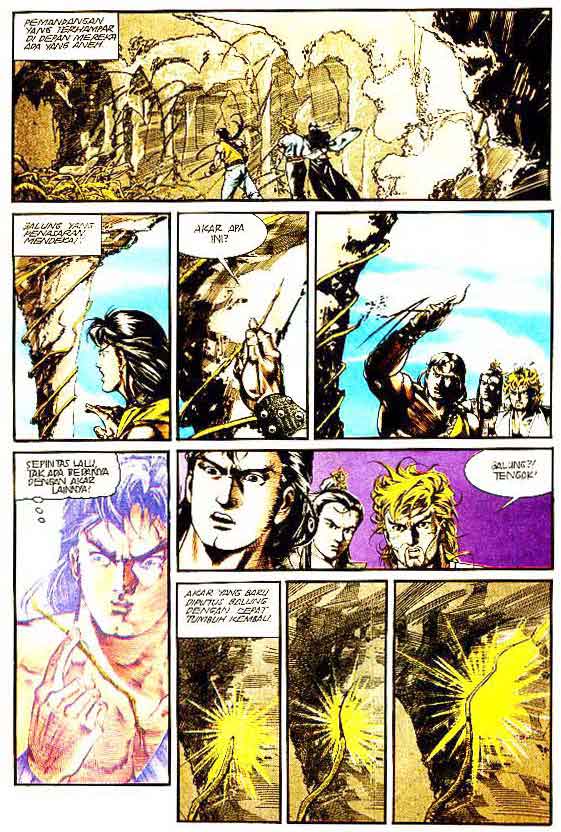 PEMANDANGAN
YANG TERHAMPAR
DI DEPAN MEREKA
ADA YANG ANEH.
BALUNG YANG
PENASARAN
MENDEKAT.
AKAR APA
INI?
SEPINTAS LALU,
TAK ADA BEDANYA
DENGAN AKAR
LAINNYA!
BALUNG?!
TENGOK!
AKAR YANG BARU
DIPUTUS BALUNG
DENGAN CEPAT
TUMBUH KEMBALI.